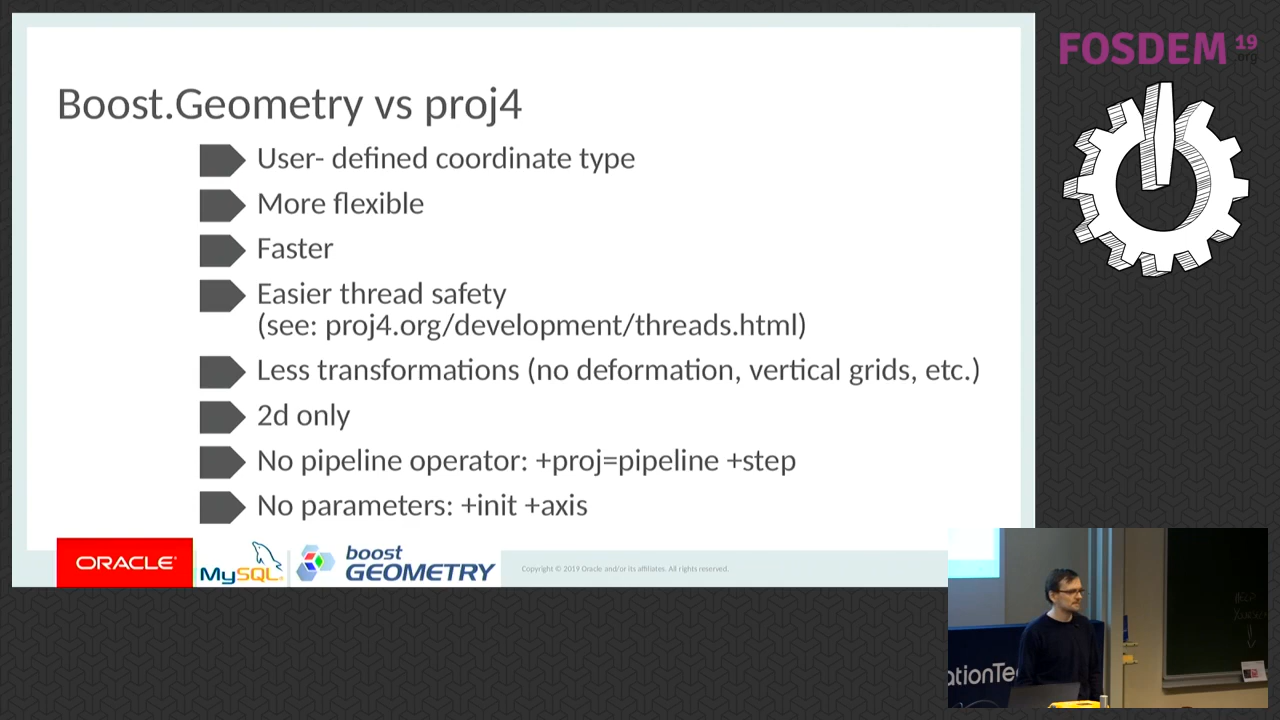 FOSDEM 19
.org
Boost.Geometry vs proj4
User- defined coordinate type
More flexible
Faster
Easier thread safety
(see: proj4.org/development/threads.html)
Less transformations (no deformation, vertical grids, etc.)
2d only
No pipeline operator: +proj=pipeline +step
No parameters: +init +axis
ORACLE
MySQL
boost
GEOMETRY
Copyright © 2019 Oracle and/or its affiliates. All rights reserved.
ationTec